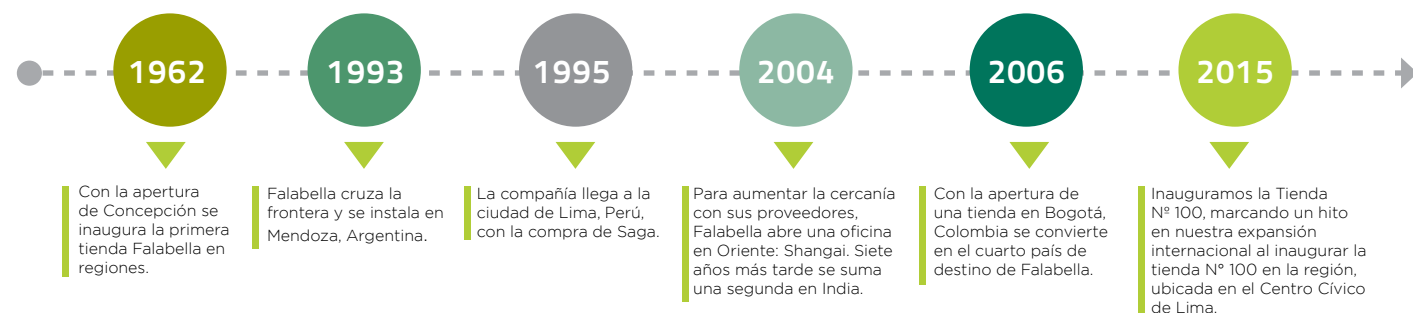 1962
1993
1995
2004
2006
2015
Con la apertura
de Concepción se
inaugura la primera
tienda Falabella en
regiones.
Falabella cruza la
frontera y se instala en
Mendoza, Argentina.
La compañía llega a la
ciudad de Lima, Perú,
con la compra de Saga.
Para aumentar la cercanía
con sus proveedores,
Falabella abre una oficina
en Oriente: Shangai. Siete
años más tarde se suma
una segunda en India.
Con la apertura de
una tienda en Bogotá,
Colombia se convierte
en el cuarto país de
destino de Falabella.
Inauguramos la Tienda
Nº 100, marcando un hito
en nuestra expansión
internacional al inaugurar la
tienda N° 100 en la región,
ubicada en el Centro Cívico
de Lima.